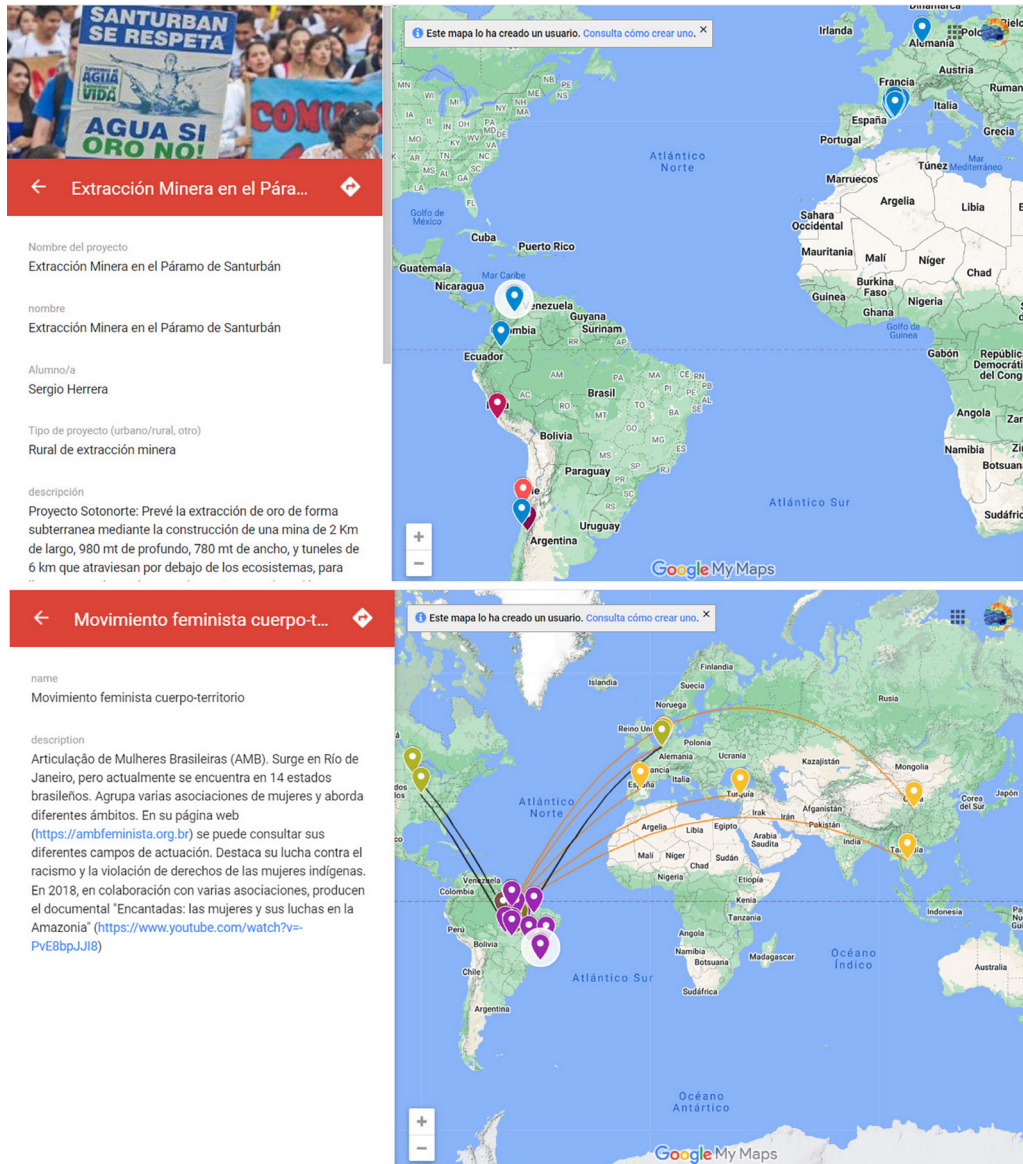 SANTURBAN
SE RESPETA
AGUA
VIDA
AGUA SI
ORO NO!
Extracción Minera en el Pára...
Nombre del proyecto
Extracción Minera en el Páramo de Santurbán
nombre
Extracción Minera en el Páramo de Santurbán
Alumno/a
Sergio Herrera
Tipo de proyecto (urbano/rural, otro)
Rural de extracción minera
descripción
Proyecto Sotonorte: Prevé la extracción de oro de forma
subterranea mediante la construcción de una mina de 2 Km
de largo, 980 mt de profundo, 780 mt de ancho, y tuneles de
6 km que atraviesan por debajo de los ecosistemas, para
Este mapa lo ha creado un usuario. Consulta cómo crear uno. ×
Irlanda
Alemania
Austria
Francia
Italia
España
Grecia
Portugal
Atlántico
Norte
Túnez
Mar
Mediterráneo
Marruecos
Argelia
Libia
Sahara
Occidental
Mauritania
Malí
Níger
Chad
Burkina
Faso
Guinea
Nigeria
Ghana
Golfo de
Guinea
Gabón
Angola
Namibia
Golfo de
México
Cuba
Puerto Rico
Guatemala
Mar Caribe
Nicaragua
Guyana
Surinam
Ecuador
Brasil
Bolivia
Paraguay
Uruguay
Argentina
Atlántico Sur
Google My Maps
Movimiento feminista cuerpo-t...
name
Movimiento feminista cuerpo-territorio
description
Articulação de Mulheres Brasileiras (AMB). Surge en Río de
Janeiro, pero actualmente se encuentra en 14 estados
brasileños. Agrupa varias asociaciones de mujeres y aborda
diferentes ámbitos. En su página web
(https://ambfeminista.org.br) se puede consultar sus
diferentes campos de actuación. Destaca su lucha contra el
racismo y la violación de derechos de las mujeres indígenas.
En 2018, en colaboración con varias asociaciones, producen
el documental "Encantadas: las mujeres y sus luchas en la
Amazonia" (https://www.youtube.com/watch?v=-
PvE8bpJJI8)
Este mapa lo ha creado un usuario. Consulta cómo crear uno. ×
Islandia
Finlandia
Suecia
Noruega
Rusia
Polonia
Alemania
Ucrania
Kazajistán
Mongolia
Italia
España
Turquía
Corea
del Sur
Japón
Atlántico
Norte
Afganistán
Irak
Irán
Pakistán
Argelia
Libia
Egipto
Arabia
Saudita
India
Malí
Níger
Chad
Sudán
Nigeria
Etiopía
Venezuela
Colombia
Kenia
Indonesia
Tanzania
Perú
Angola
Bolivia
Namibia
Botsuana
Madagascar
Océano
Índico
Chile
Australia
Atlántico Sur
Sudáfrica
Argentina
Océano
Antártico
Google My Maps